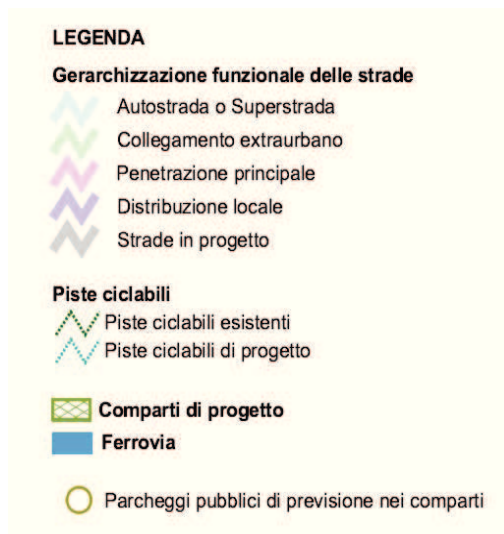 LEGENDA
Gerarchizzazione funzionale delle strade
Autostrada o Superstrada
Collegamento extraurbano
Penetrazione principale
Distribuzione locale
Strade in progetto
Piste ciclabili
Piste ciclabili esistenti
Piste ciclabili di progetto
Comparti di progetto
Ferrovia
Parcheggi pubblici di previsione nei comparti